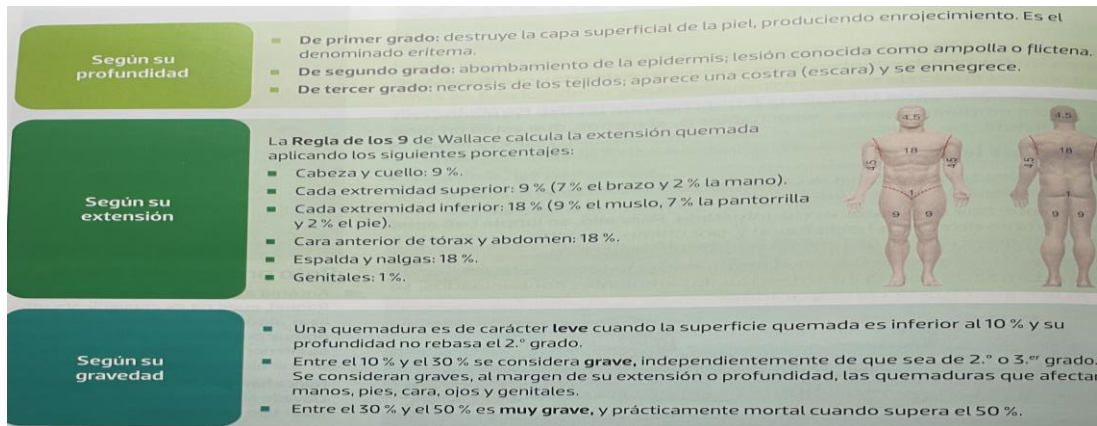 Según su
profundidad
De primer grado: destruye la capa superficial de la piel, produciendo enrojecimiento. Es el
denominado eritema.
De segundo grado: abombamiento de la epidermis; lesión conocida como ampolla o flictena.
De tercer grado: necrosis de los tejidos; aparece una costra (escara) y se ennegrece.
Según su
extensión
La Regla de los 9 de Wallace calcula la extensión quemada
aplicando los siguientes porcentajes:
Cabeza y cuello: 9 %.
Cada extremidad superior: 9 % (7 % el brazo y 2 % la mano).
Cada extremidad inferior: 18 % (9 % el muslo, 7 % la pantorrilla
y 2 % el pie).
Cara anterior de tórax y abdomen: 18 %.
Espalda y nalgas: 18 %.
Genitales: 1 %.
4.5
18
4.5
4.5
1
9 9
4.5
18
4.5
1
9 9
Según su
gravedad
Una quemadura es de carácter leve cuando la superficie quemada es inferior al 10 % y su
profundidad no rebasa el 2.º grado.
Entre el 10 % y el 30 % se considera grave, independientemente de que sea de 2.º o 3.er grado.
Se consideran graves, al margen de su extensión o profundidad, las quemaduras que afectan
manos, pies, cara, ojos y genitales.
Entre el 30 % y el 50 % es muy grave, y prácticamente mortal cuando supera el 50 %.